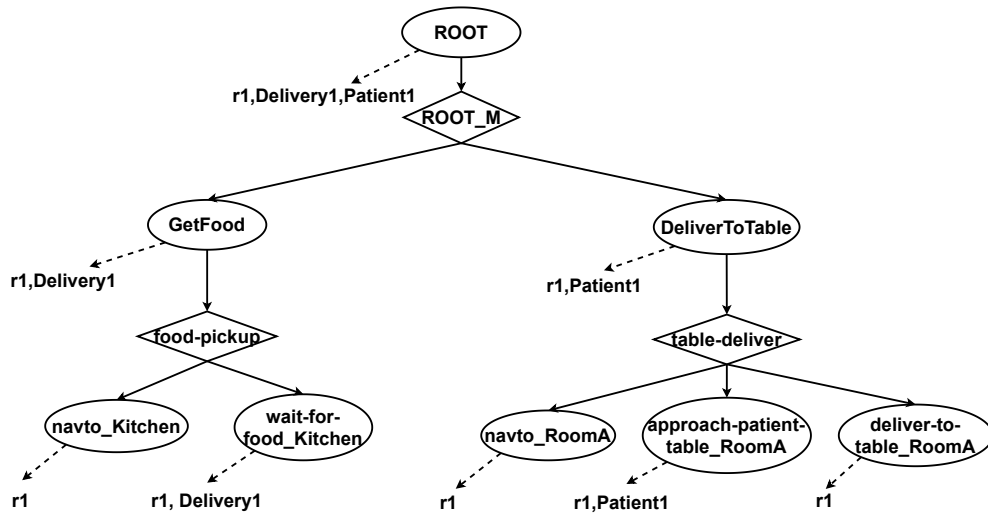 ROOT
r1,Delivery1,Patient1
ROOT_M
GetFood
DeliverToTable
r1,Delivery1
r1,Patient1
food-pickup
table-deliver
navto_Kitchen
wait-for-
food_Kitchen
navto_RoomA
approach-patient-
table_RoomA
deliver-to-
table_RoomA
r1
r1, Delivery1
r1
r1,Patient1
r1